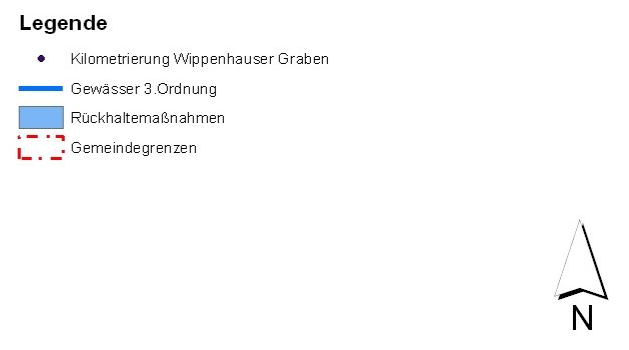 Legende
Kilometrierung Wippenhauser Graben
Gewässer 3.Ordnung
Rückhaltemaßnahmen
Gemeindegrenzen
N